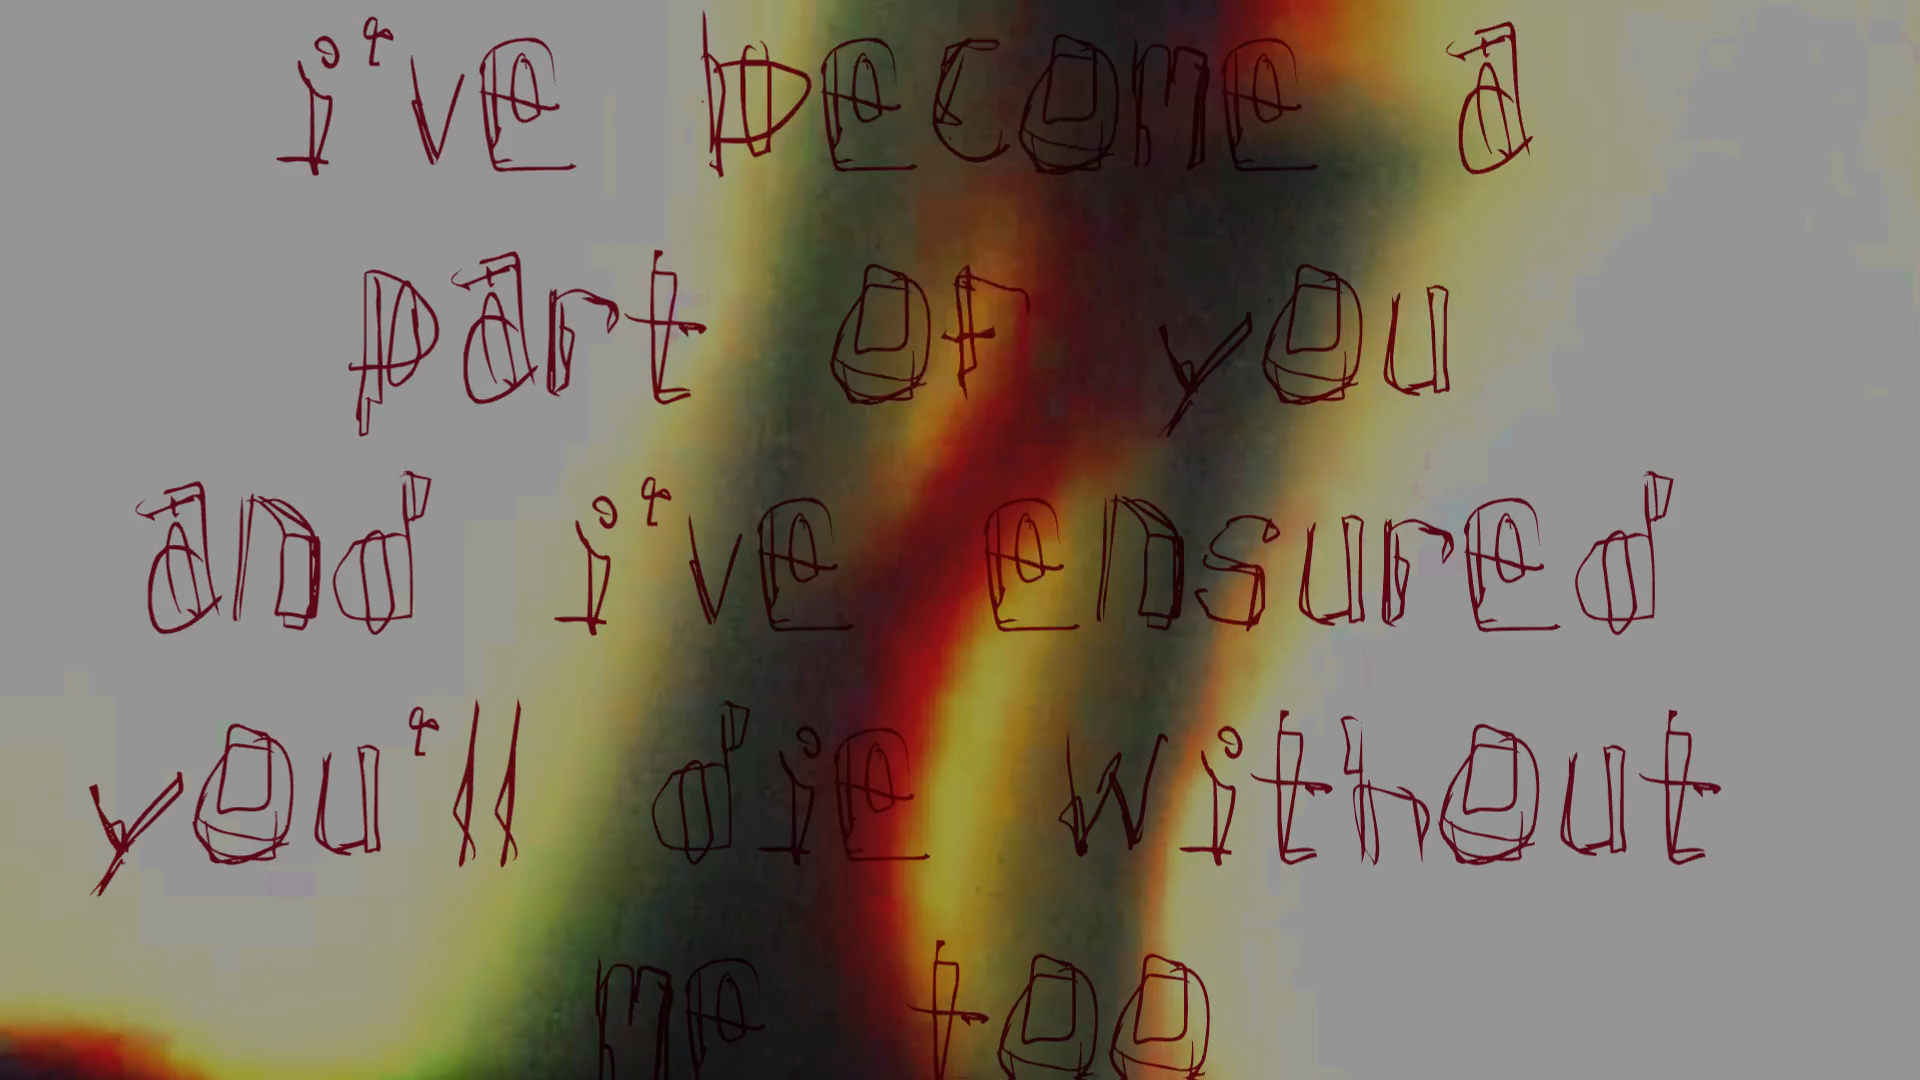 i've become a
part of you
and i've ensured
you'll die without
me too